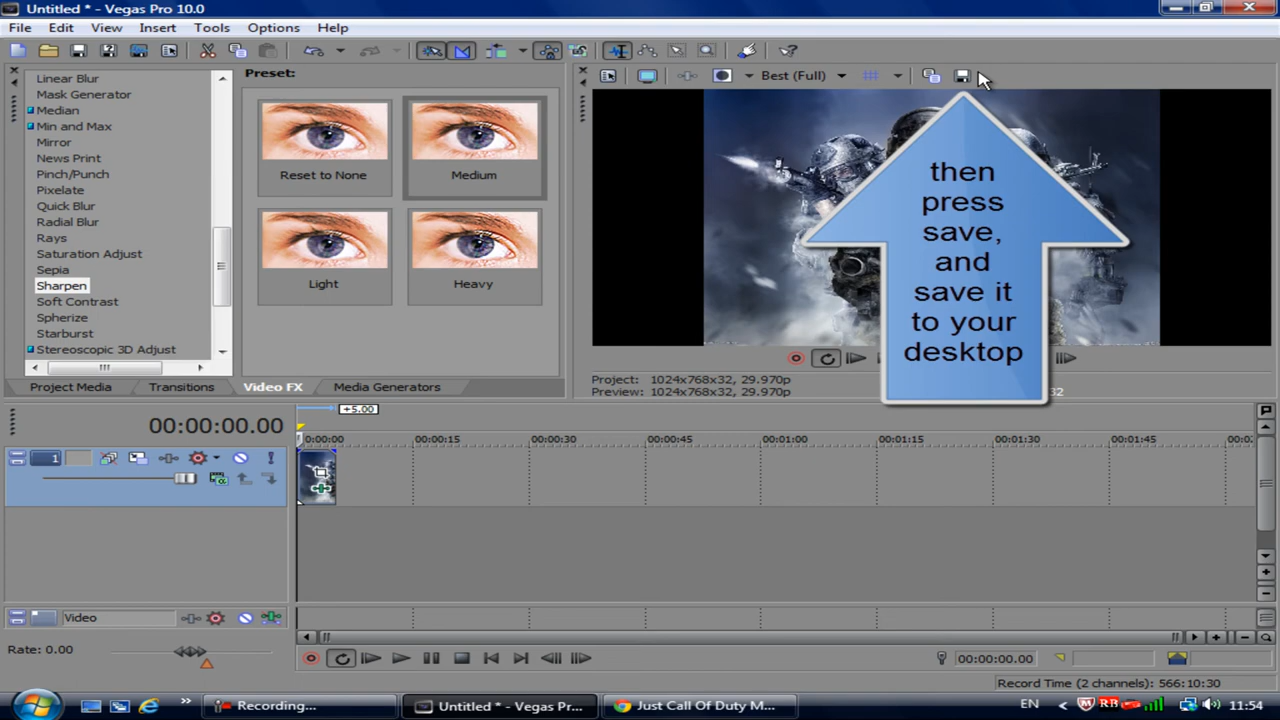 Untitled * - Vegas Pro 10.0
File Edit View Insert Tools Options Help
Linear Blur
Mask Generator
Median
Min and Max
Mirror
News Print
Pinch/Punch
Pixelate
Quick Blur
Radial Blur
Rays
Saturation Adjust
Sepia
Sharpen
Soft Contrast
Spherize
Starburst
Stereoscopic 3D Adjust
Preset:
Reset to None
Medium
Light
Heavy
Project Media Transitions Video FX Media Generators
Best (Full)
then
press
save,
and
save it
to your
desktop
Project: 1024x768x32, 29.970p
Preview: 1024x768x32, 29.970p
32
00:00:00.00
+5.00
0:00:00 00:00:15 00:00:30 00:00:45 00:01:00 00:01:15 00:01:30 00:01:45
1
Video
Rate: 0.00
00:00:00.00
Record Time (2 channels): 566:10:30
Recording...
Untitled * - Vegas Pr...
Just Call Of Duty M...
EN
RB
11:54